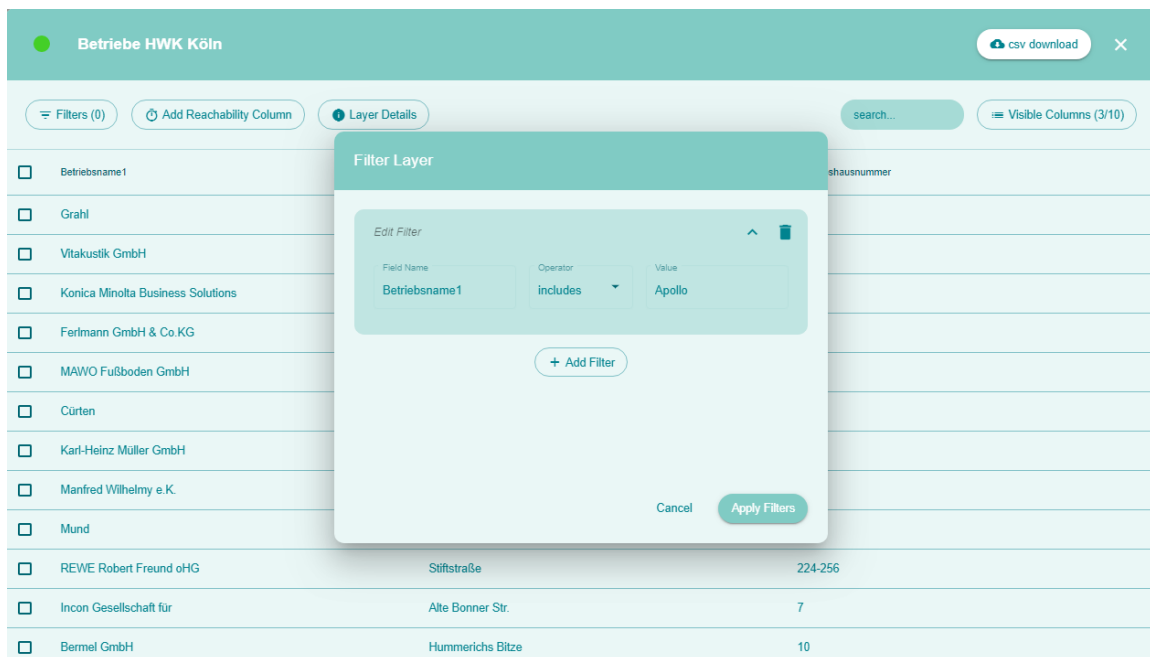 Betriebe HWK Köln
csv download
Filters (0)
Add Reachability Column
Layer Details
search...
Visible Columns (3/10)
Betriebsname1
shausnummer
Filter Layer
Edit Filter
Field Name
Operator
Value
Betriebsname1
includes
Apollo
+ Add Filter
Cancel
Apply Filters
Grahl
Vitakustik GmbH
Konica Minolta Business Solutions
Ferlmann GmbH & Co.KG
MAWO Fußboden GmbH
Cürten
Karl-Heinz Müller GmbH
Manfred Wilhelmy e.K.
Mund
REWE Robert Freund oHG Stiftstraße 224-256
Incon Gesellschaft für Alte Bonner Str. 7
Bermel GmbH Hummerichs Bitze 10